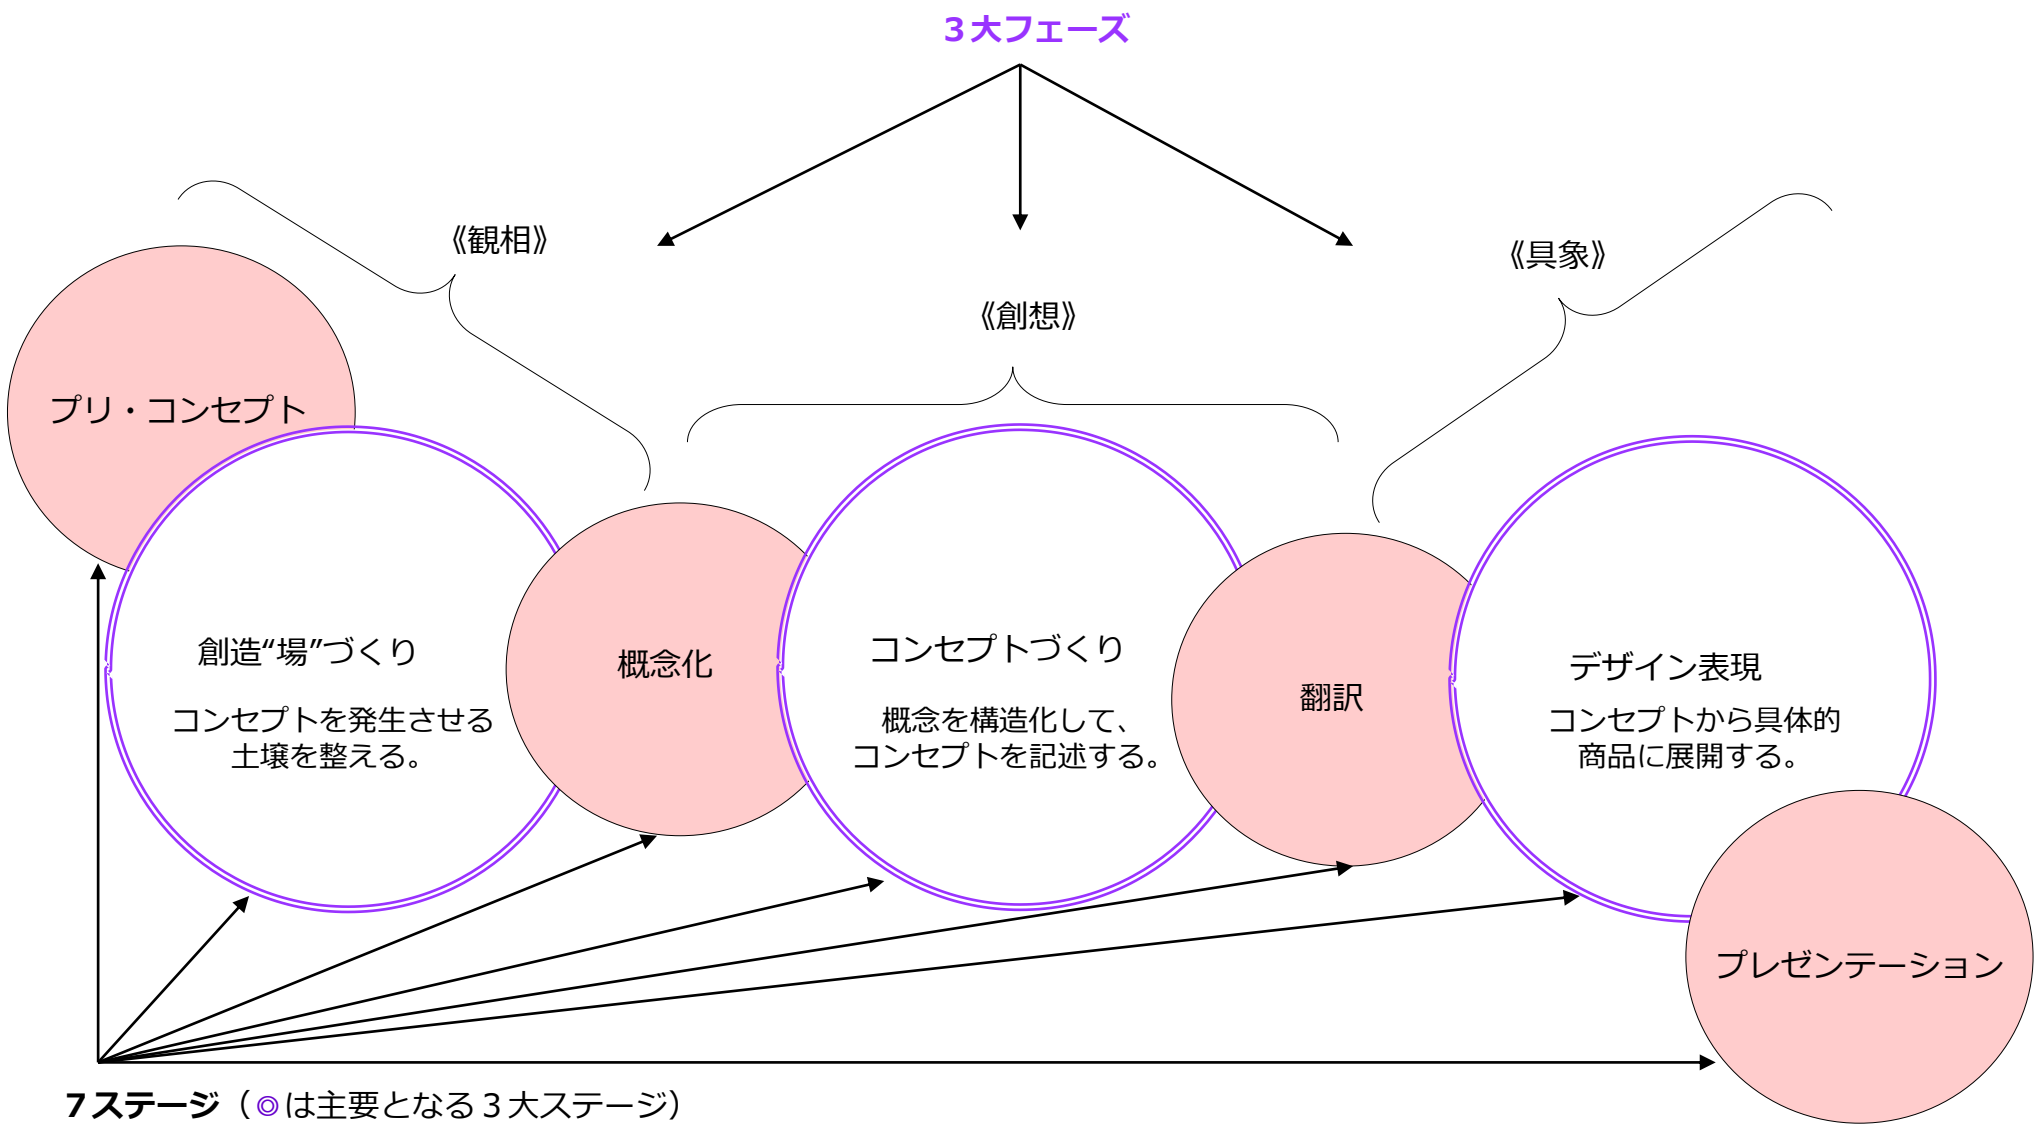 ３大フェーズ
《観相》
《創想》
《具象》
プリ・コンセプト
創造“場”づくり
コンセプトを発生させる
土壌を整える。
概念化
コンセプトづくり
概念を構造化して、
コンセプトを記述する。
翻訳
デザイン表現
コンセプトから具体的
商品に展開する。
プレゼンテーション
７ステージ（◎は主要となる３大ステージ）